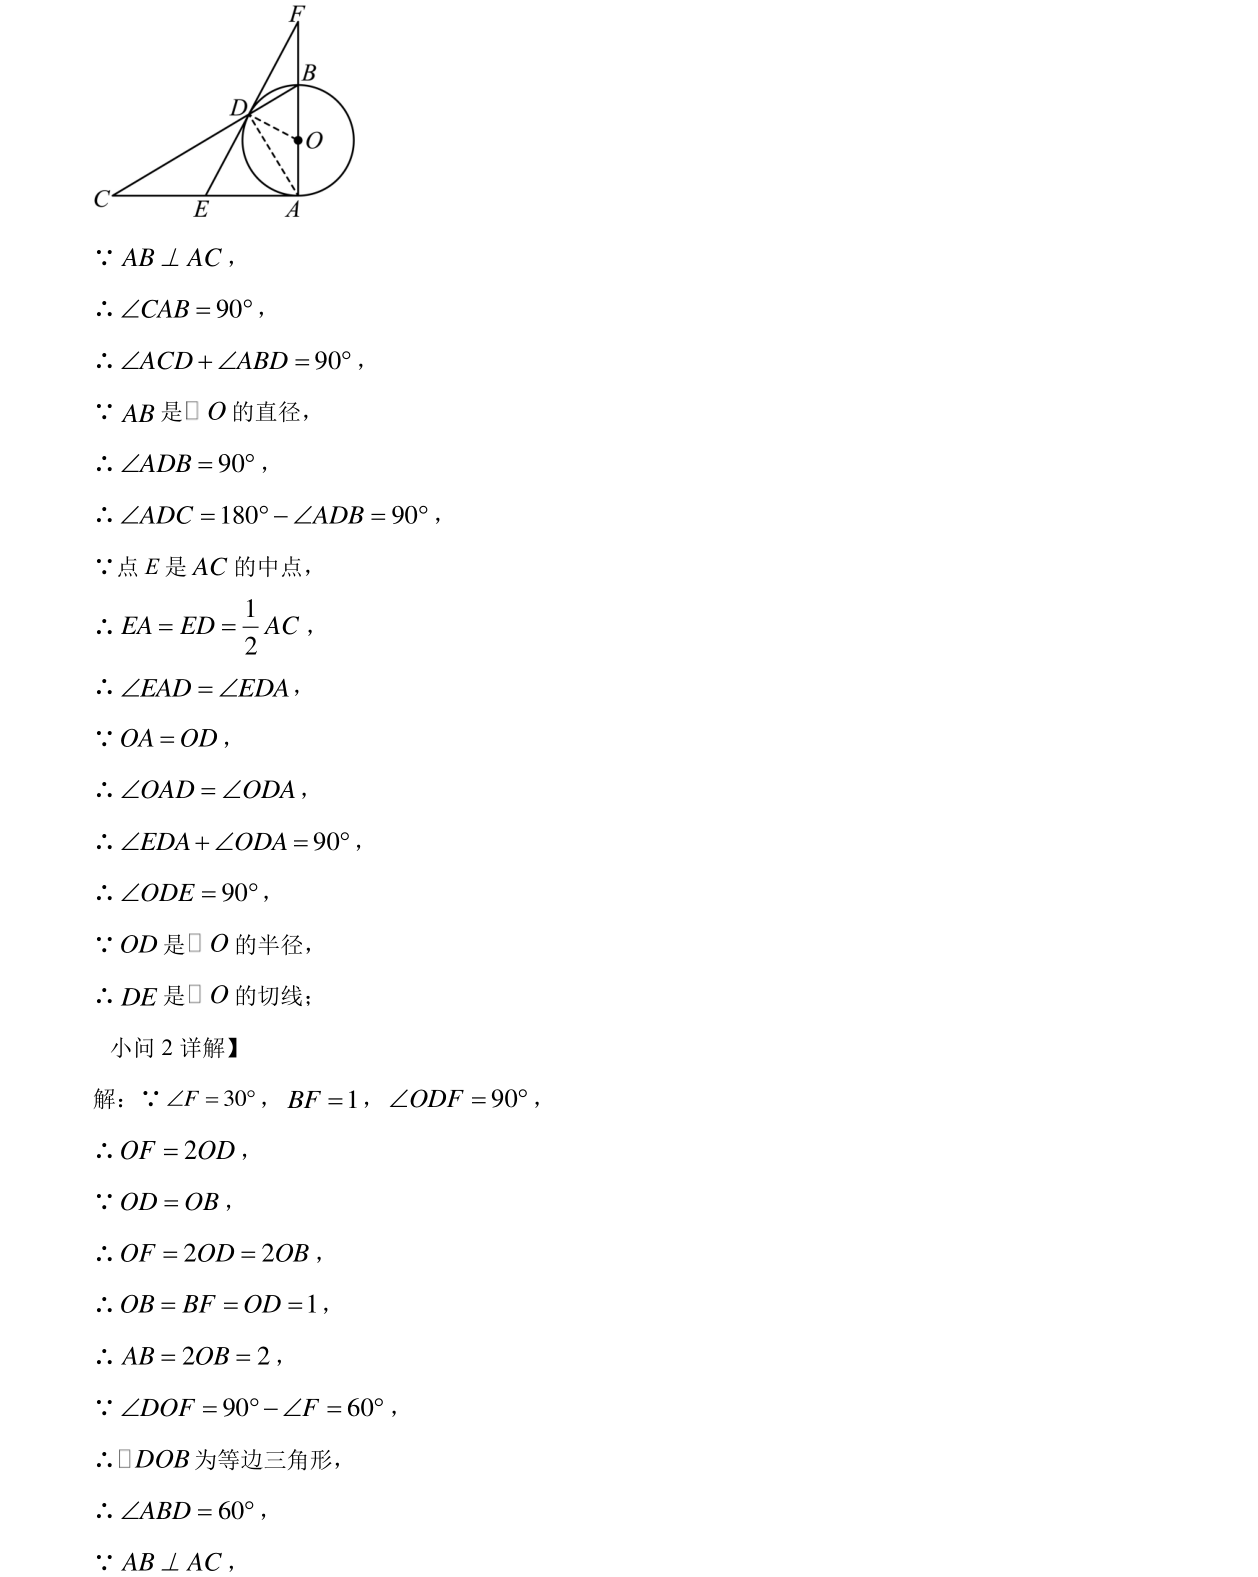 F
B
D
O
C
E
A
∵ AB ⊥ AC，
∴ ∠CAB = 90°，
∴ ∠ACD + ∠ABD = 90°，
∵ AB 是□ O 的直径，
∴ ∠ADB = 90°，
∴ ∠ADC = 180° − ∠ADB = 90°，
∵点 E 是 AC 的中点，
∴ EA = ED = 1/2 AC，
∴ ∠EAD = ∠EDA，
∵ OA = OD，
∴ ∠OAD = ∠ODA，
∴ ∠EDA + ∠ODA = 90°，
∴ ∠ODE = 90°，
∵ OD 是□ O 的半径，
∴ DE 是□ O 的切线；
小问 2 详解】
解：∵ ∠F = 30°， BF = 1， ∠ODF = 90°，
∴ OF = 2OD，
∵ OD = OB，
∴ OF = 2OD = 2OB，
∴ OB = BF = OD = 1，
∴ AB = 2OB = 2，
∵ ∠DOF = 90° − ∠F = 60°，
∴ □DOB 为等边三角形，
∴ ∠ABD = 60°，
∵ AB ⊥ AC，